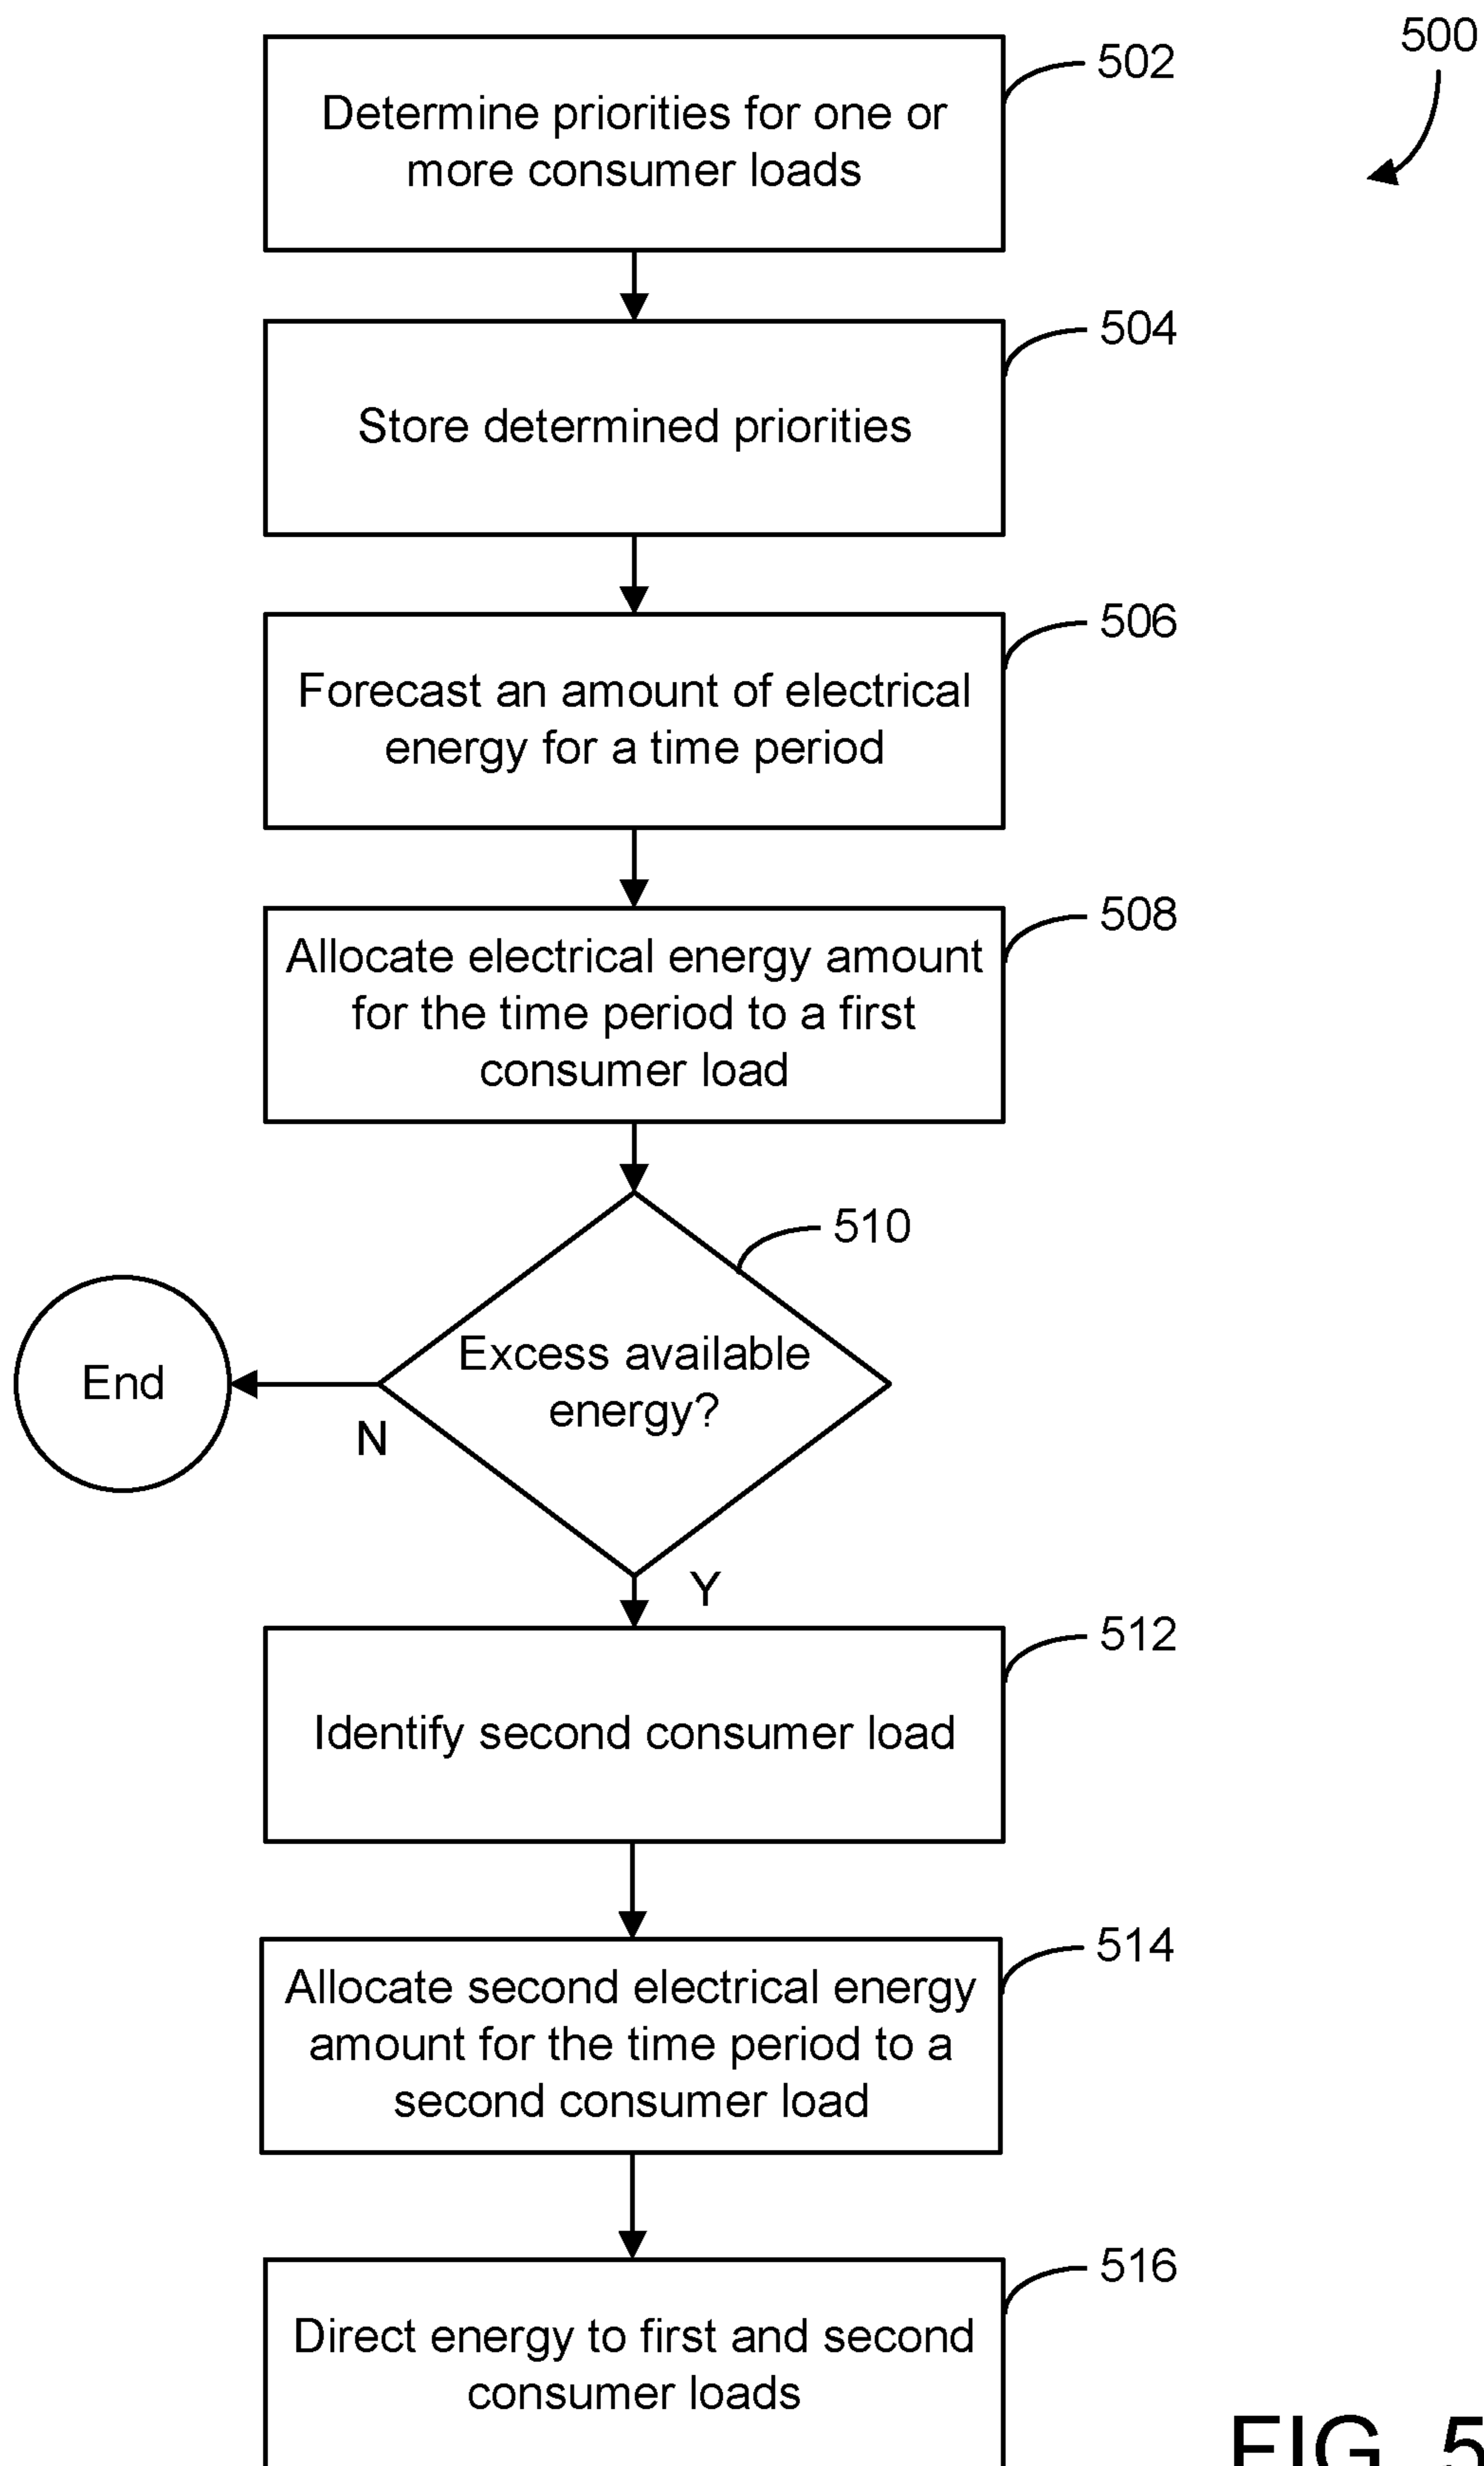 500
502
Determine priorities for one or
more consumer loads
504
Store determined priorities
506
Forecast an amount of electrical
energy for a time period
508
Allocate electrical energy amount
for the time period to a first
consumer load
510
Excess available
energy?
End
N
Y
512
Identify second consumer load
514
Allocate second electrical energy
amount for the time period to a
second consumer load
516
Direct energy to first and second
consumer loads
FIG. 5